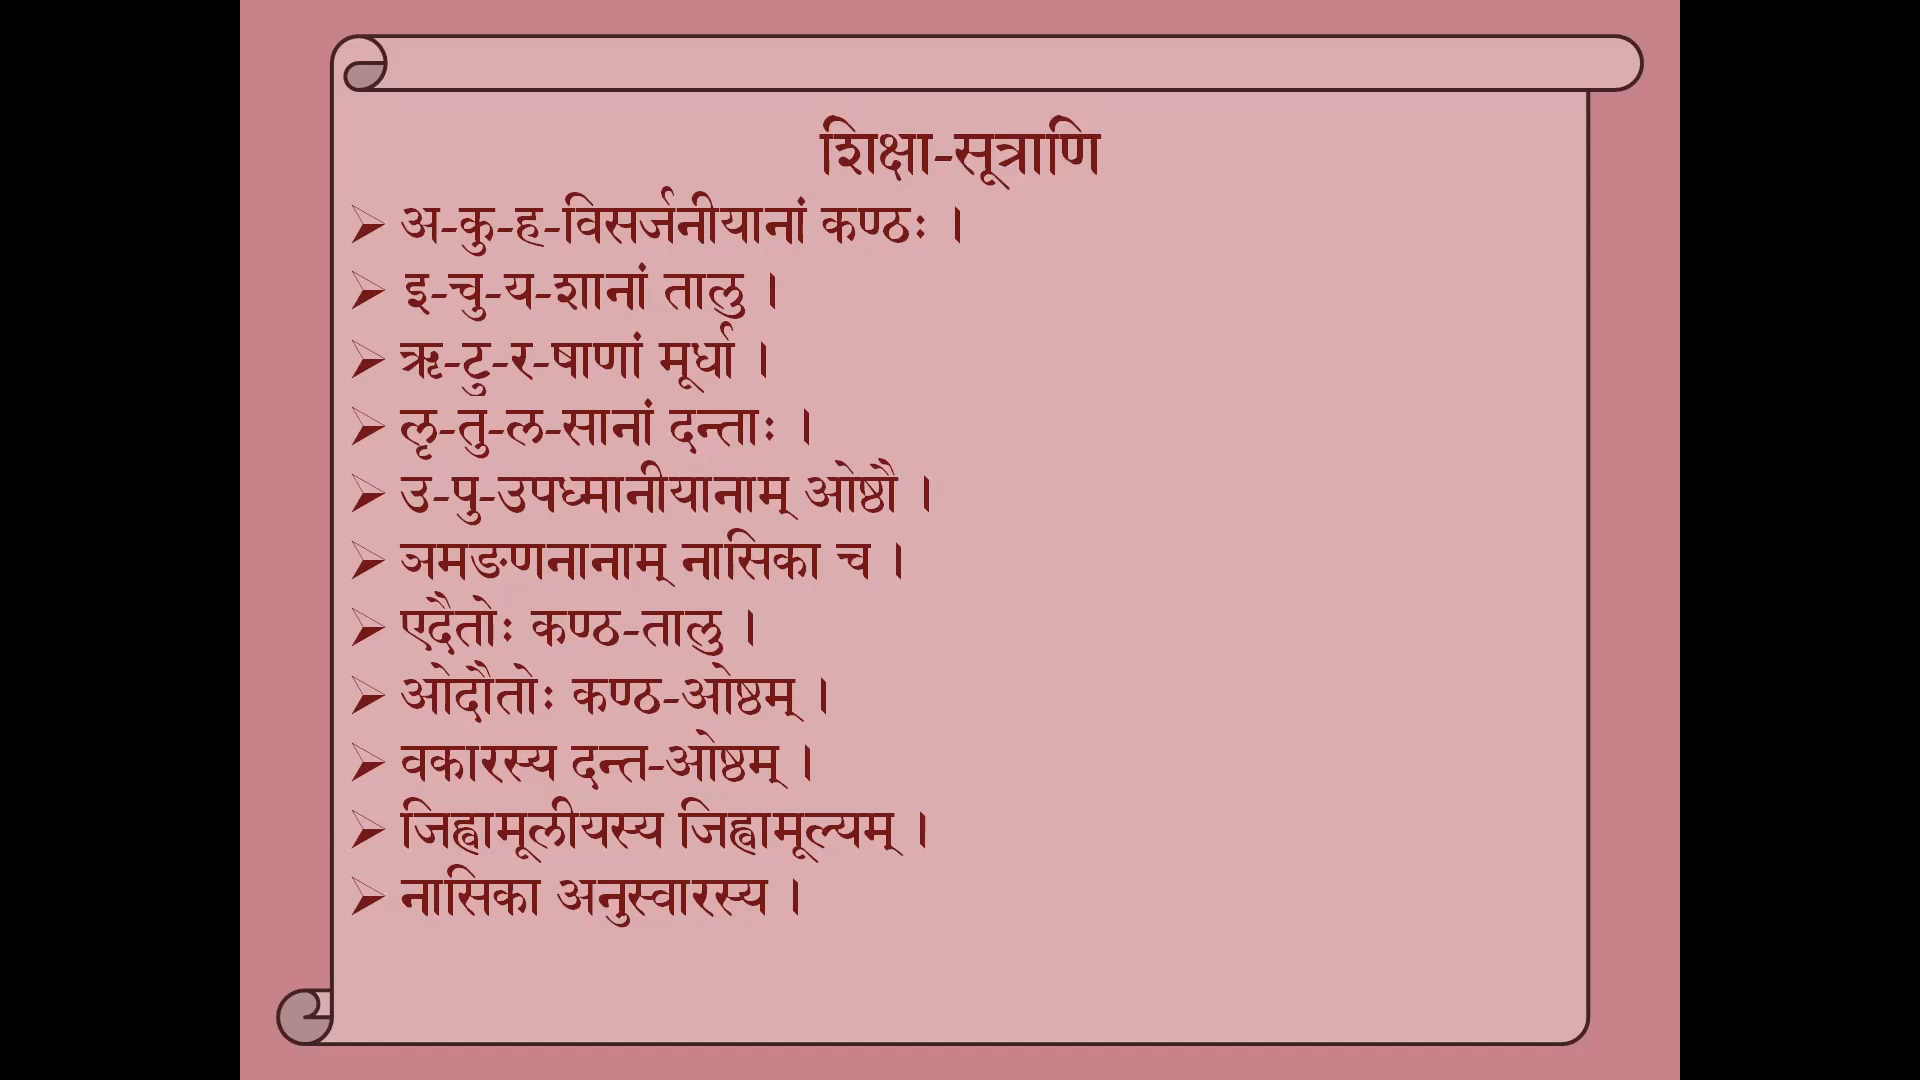 शिक्षा-सूत्राणि
अ-कु-ह-विसर्जनीयानां कण्ठः ।
इ-चु-य-शानां तालु ।
ऋ-टु-र-षाणां मूर्धा ।
लृ-तु-ल-सानां दन्ताः ।
उ-पु-उपध्मानीयानाम् ओष्ठौ ।
ञमङणनानाम् नासिका च ।
एदैतोः कण्ठ-तालु ।
ओदौतोः कण्ठ-ओष्ठम् ।
वकारस्य दन्त-ओष्ठम् ।
जिह्वामूलीयस्य जिह्वामूल्यम् ।
नासिका अनुस्वारस्य ।